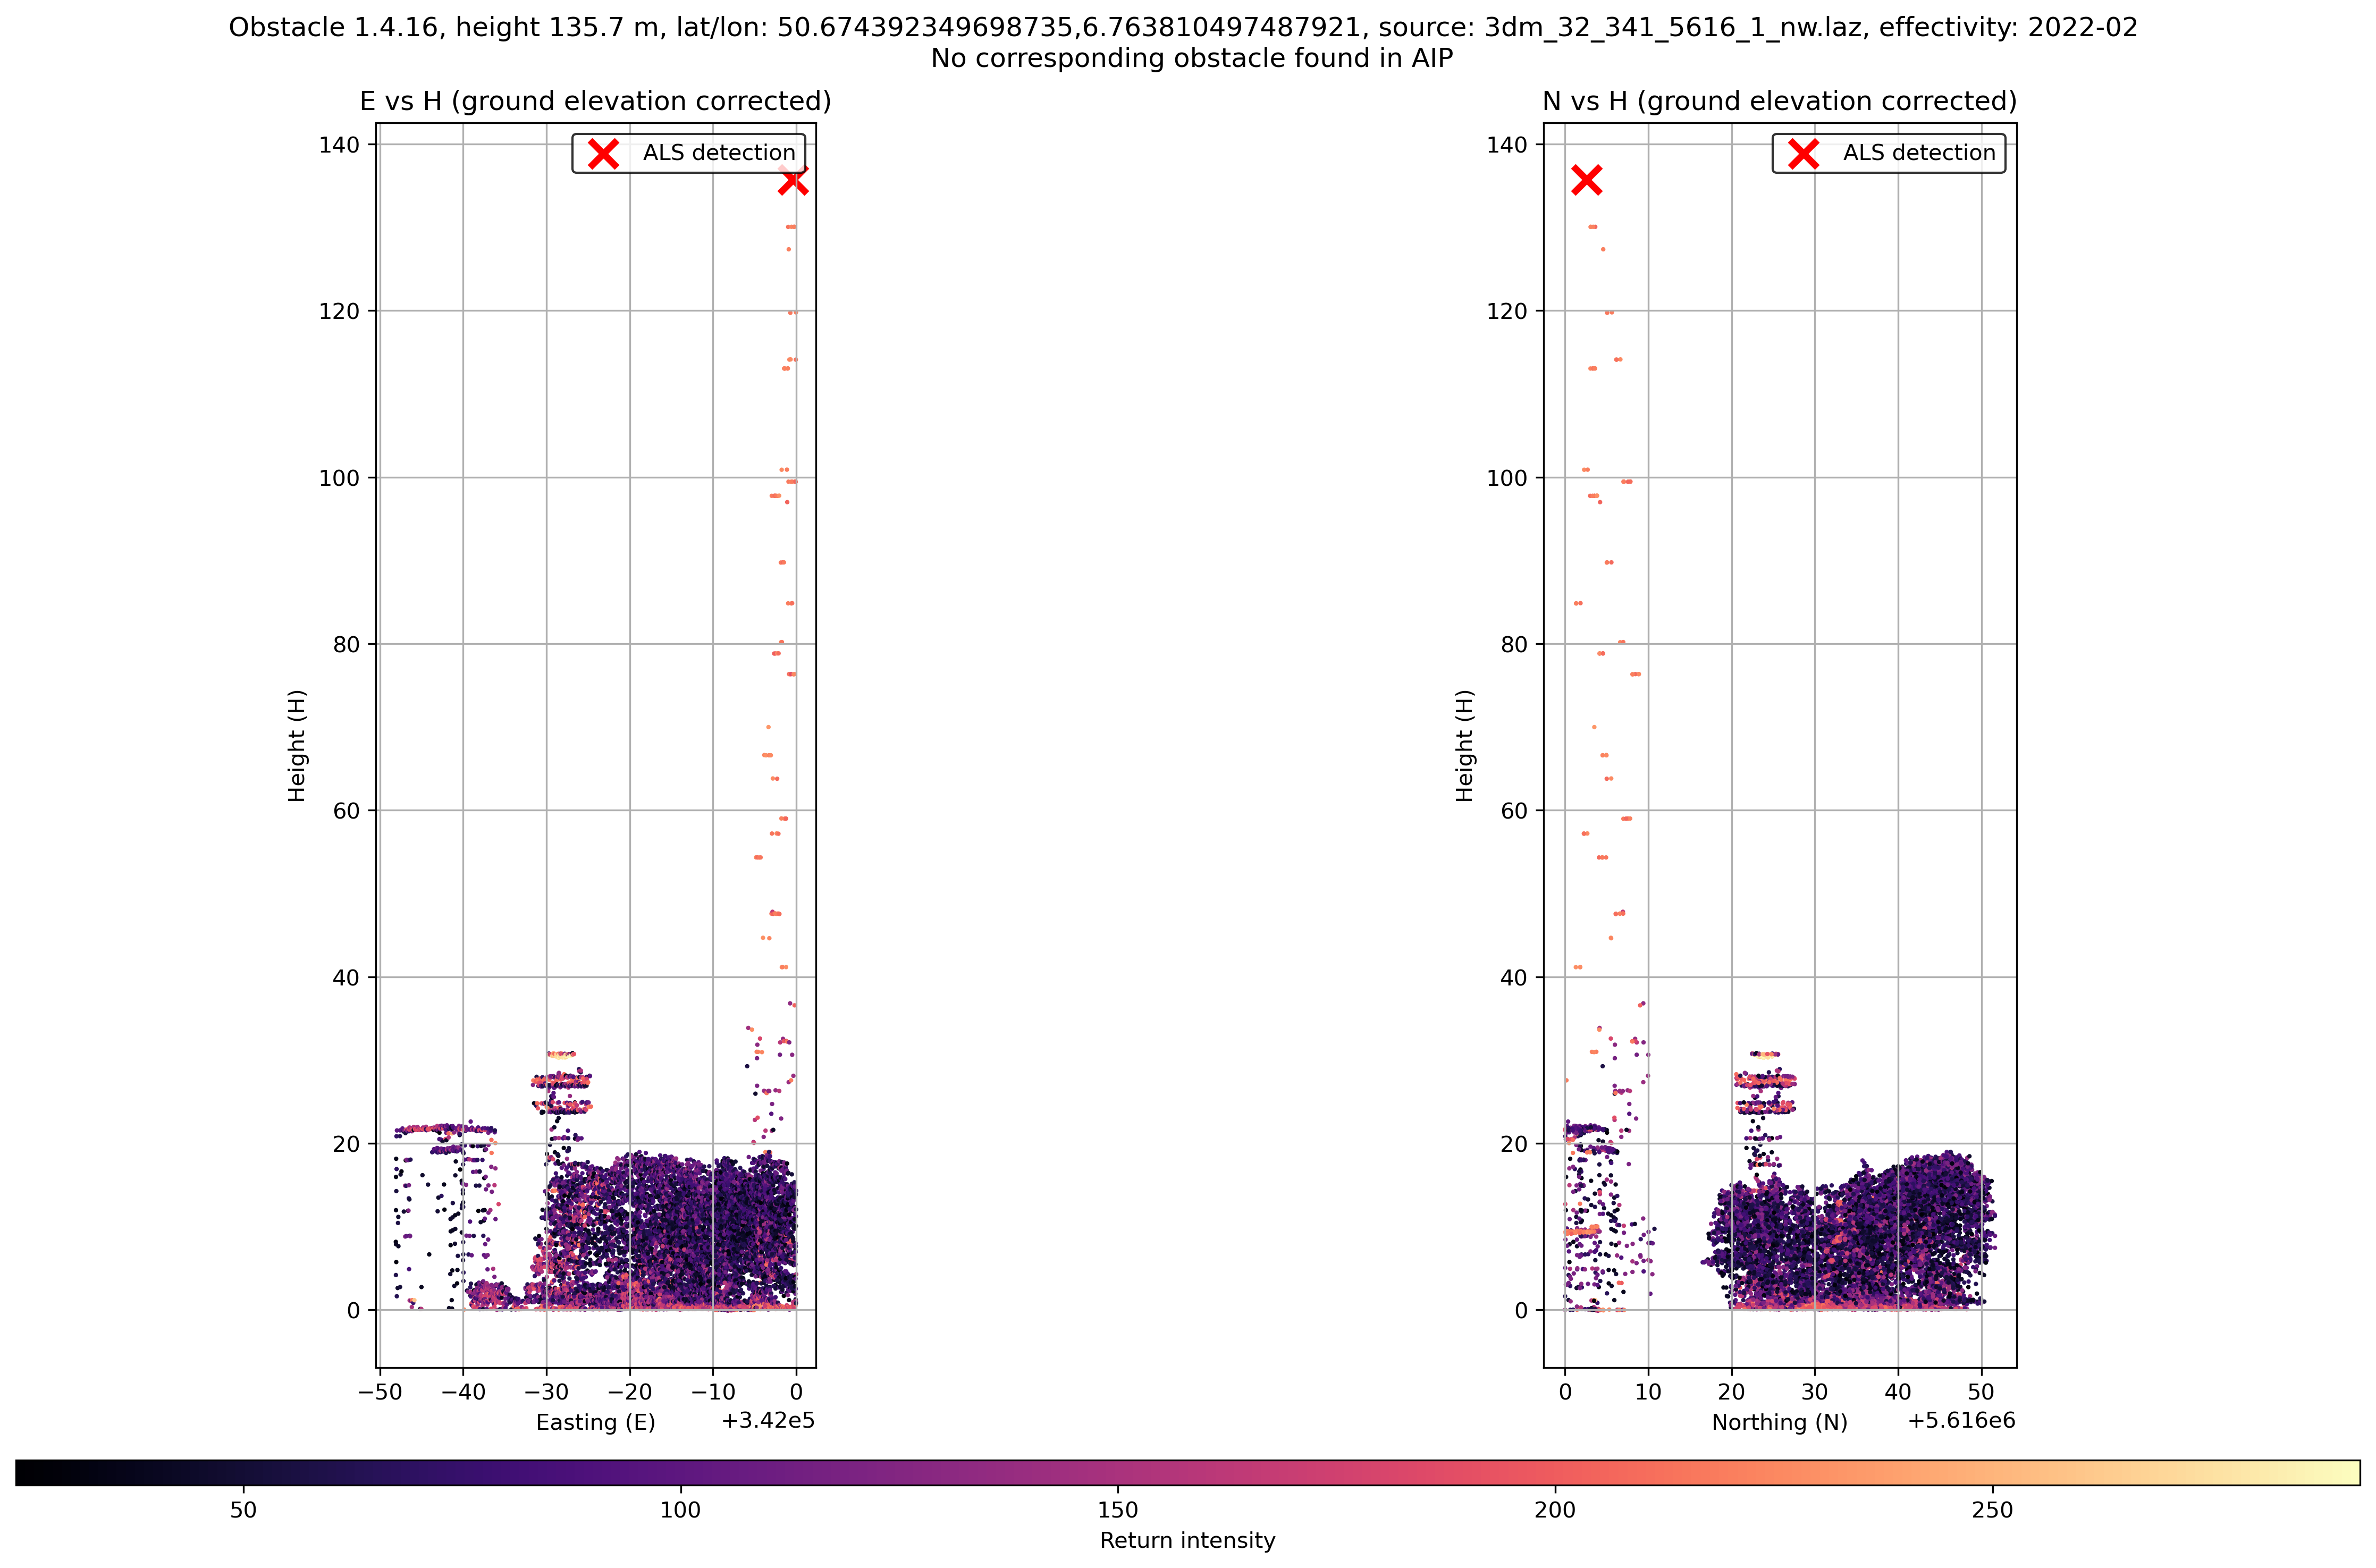 Obstacle 1.4.16, height 135.7 m, lat/lon: 50.674392349698735,6.763810497487921, source: 3dm_32_341_5616_1_nw.laz, effectivity: 2022-02
No corresponding obstacle found in AIP
E vs H (ground elevation corrected)
ALS detection
140
120
100
80
60
40
20
0
Height (H)
−50 −40 −30 −20 −10 0
+3.42e5
Easting (E)
N vs H (ground elevation corrected)
ALS detection
140
120
100
80
60
40
20
0
Height (H)
0 10 20 30 40 50
+5.616e6
Northing (N)
50 100 150 200 250
Return intensity